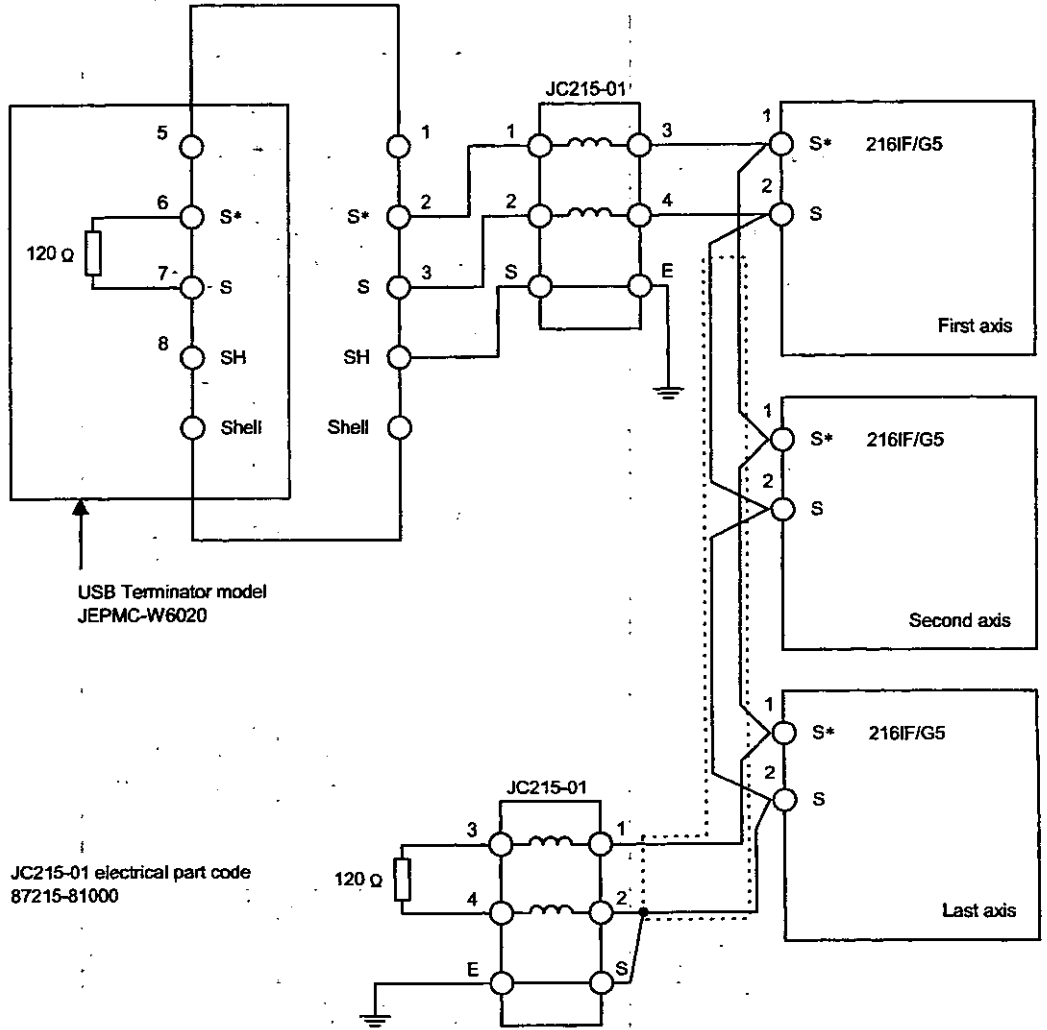 JC215-01
5
6
S*
120 Ω
7
S
8
SH
Shell
1
S*
2
S
3
SH
Shell
1
3
2
4
S
E
1
S*
216IF/G5
2
S
First axis
1
S*
216IF/G5
2
S
Second axis
1
S*
216IF/G5
2
S
Last axis
USB Terminator model
JEPMC-W6020
JC215-01
3
1
120 Ω
4
2
E
S
JC215-01 electrical part code
87215-81000